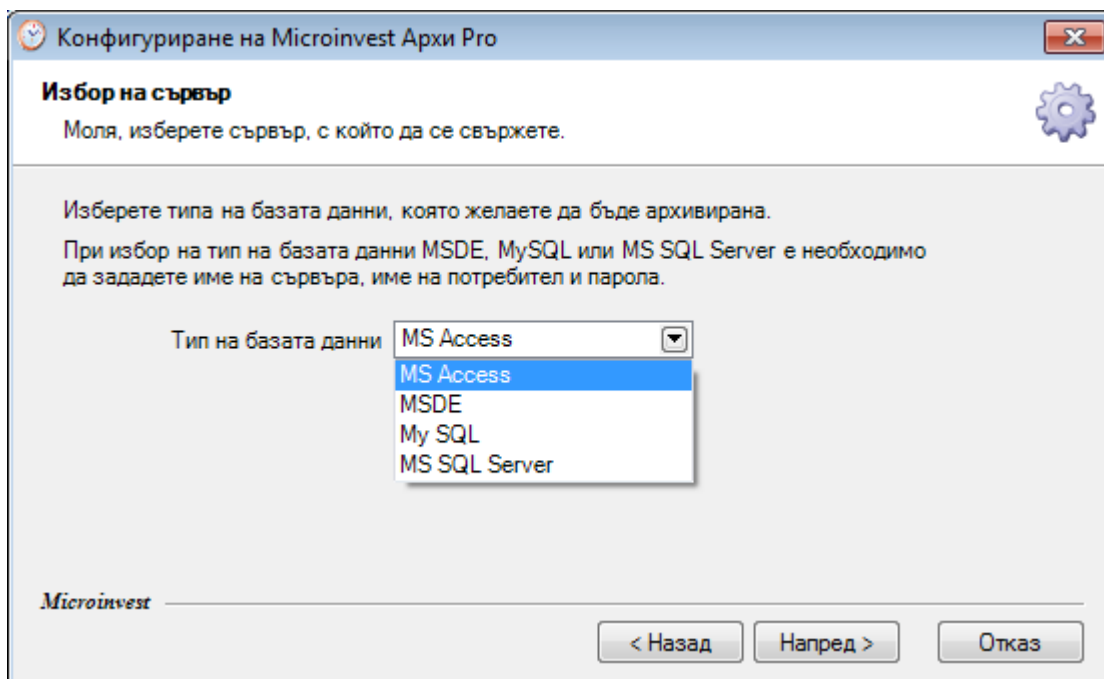 Конфигуриране на Microinvest Архи Pro
Избор на сървър
Моля, изберете сървър, с който да се свържете.
Изберете типа на базата данни, която желаете да бъде архивирана.
При избор на тип на базата данни MSDE, MySQL или MS SQL Server е необходимо
да зададете име на сървъра, име на потребител и парола.
Тип на базата данни MS Access
MS Access
MSDE
My SQL
MS SQL Server
Microinvest
< Назад Напред > Отказ